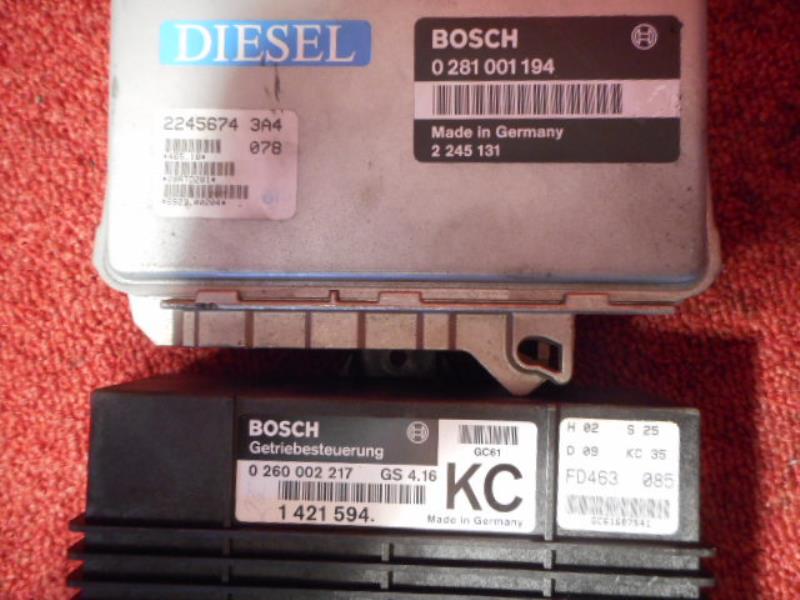 DIESEL
BOSCH
0 281 001 194
Made in Germany
2 245 131
2245674 3A4
078
BOSCH
Getriebesteuerung
0 260 002 217 GS 4.16
1 421 594.
GC61
KC
Made in Germany
H 02 S 25
D 09 KC 35
FD463 085